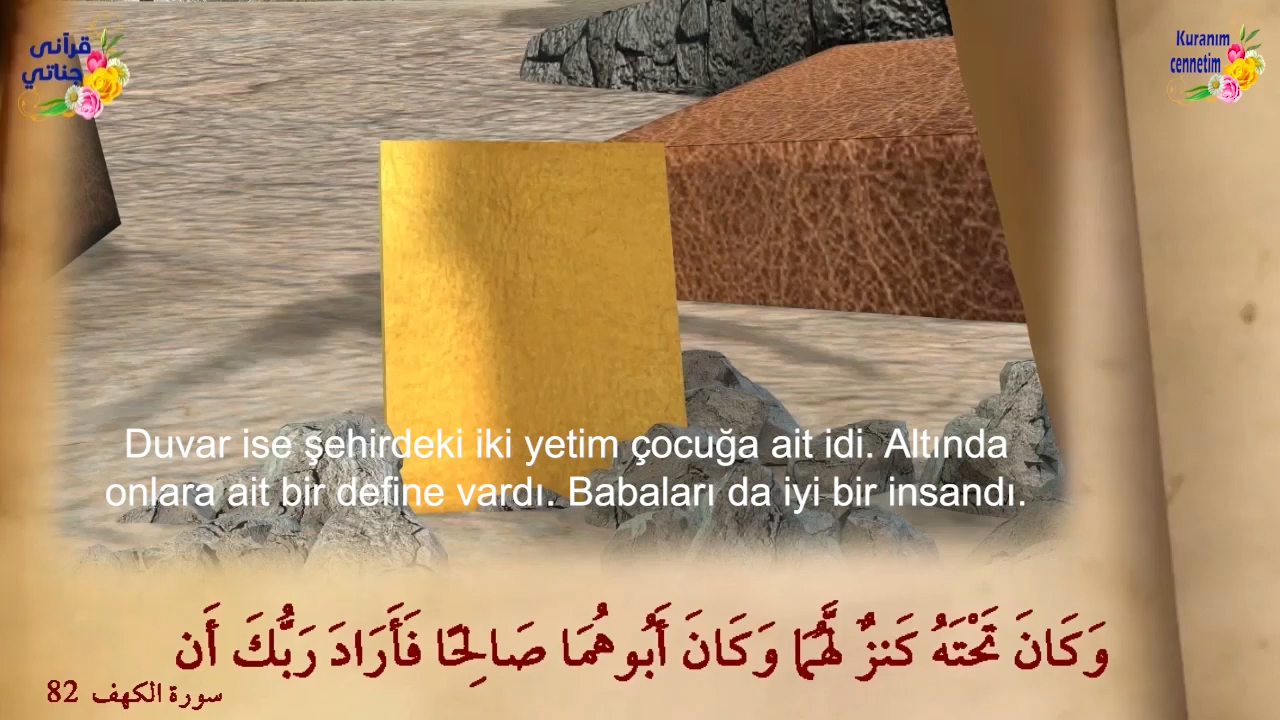 قرآنی
جناتي
Kuranım
cennetim
Duvar ise şehirdeki iki yetim çocuğa ait idi. Altında
onlara ait bir define vardı. Babaları da iyi bir insandı.
وَكَانَ تَحْتَهُ كَنزٌ لَّهُمَا وَكَانَ أَبُوهُمَا صَالِحًا فَأَرَادَ رَبُّكَ أَن
سورة الكهف 82